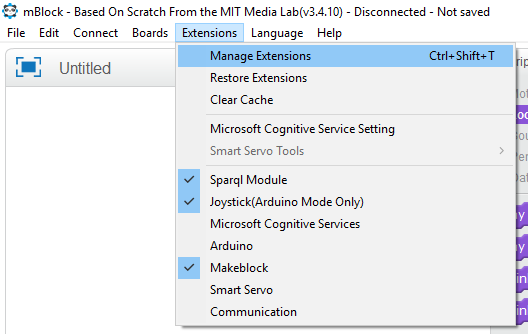 mBlock - Based On Scratch From the MIT Media Lab(v3.4.10) - Disconnected - Not saved
File Edit Connect Boards Extensions Language Help
Untitled
Manage Extensions Ctrl+Shift+T
Restore Extensions
Clear Cache
Microsoft Cognitive Service Setting
Smart Servo Tools
Sparql Module
Joystick(Arduino Mode Only)
Microsoft Cognitive Services
Arduino
Makeblock
Smart Servo
Communication